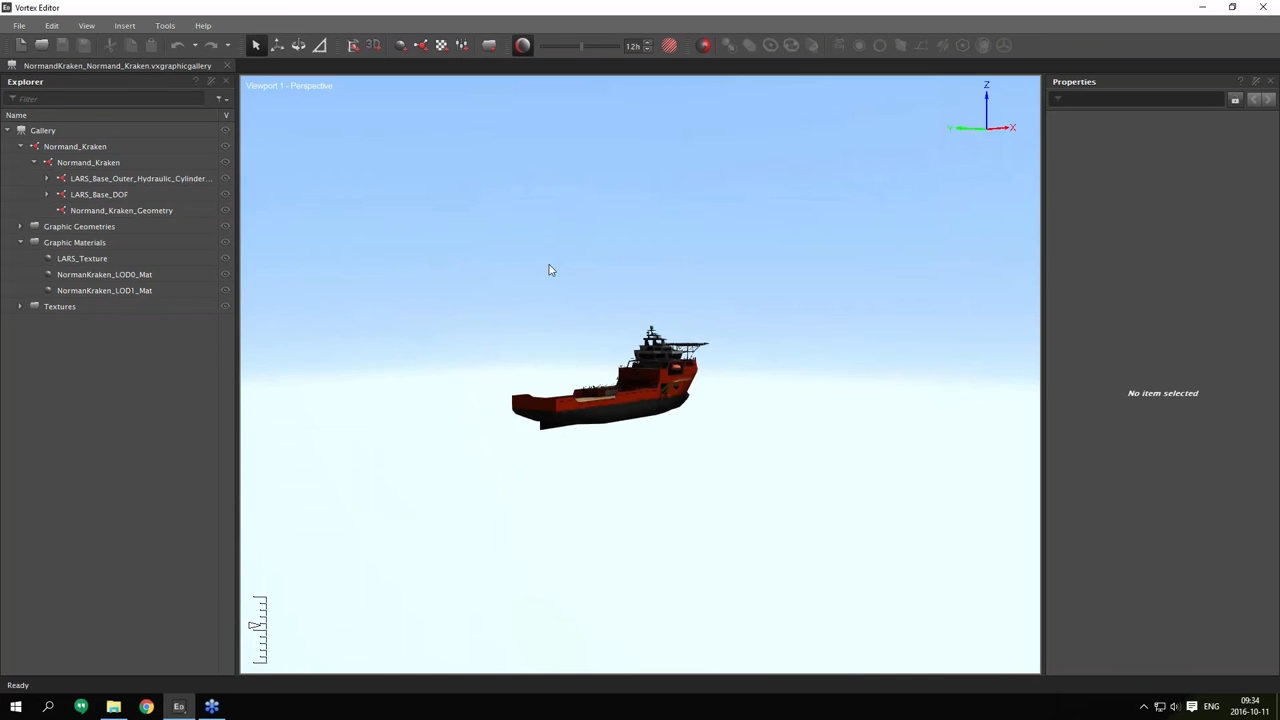 Vortex Editor
File Edit View Insert Tools Help
12h
NormandKraken_Normand_Kraken.vxgraphicgallery
Explorer
Filter
Name V
Gallery
Normand_Kraken
Normand_Kraken
LARS_Base_Outer_Hydraulic_Cylinder...
LARS_Base_DOF
Normand_Kraken_Geometry
Graphic Geometries
Graphic Materials
LARS_Texture
NormanKraken_LOD0_Mat
NormanKraken_LOD1_Mat
Textures
Viewport 1 - Perspective
Z
Y X
Properties
No item selected
Ready
Eo
ENG
09:34
2016-10-11